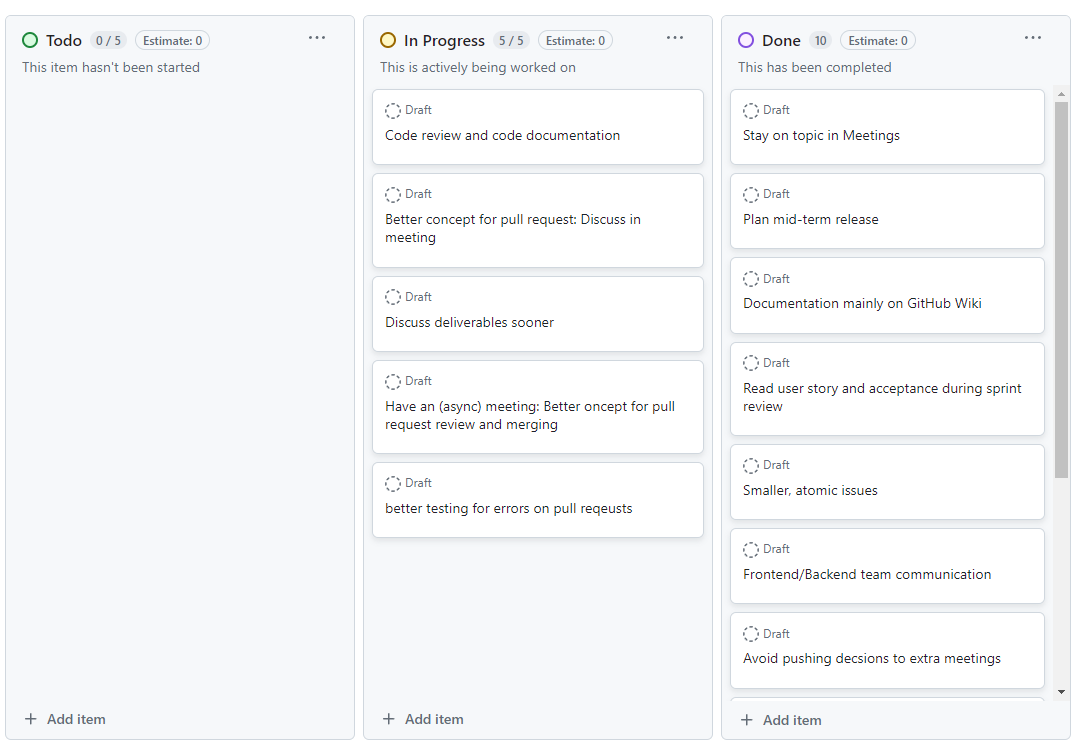 Todo 0 / 5 Estimate: 0 ...
This item hasn't been started
+ Add item
In Progress 5 / 5 Estimate: 0 ...
This is actively being worked on
Draft
Code review and code documentation
Draft
Better concept for pull request: Discuss in
meeting
Draft
Discuss deliverables sooner
Draft
Have an (async) meeting: Better oncept for pull
request review and merging
Draft
better testing for errors on pull reqeusts
+ Add item
Done 10 Estimate: 0 ...
This has been completed
Draft
Stay on topic in Meetings
Draft
Plan mid-term release
Draft
Documentation mainly on GitHub Wiki
Draft
Read user story and acceptance during sprint
review
Draft
Smaller, atomic issues
Draft
Frontend/Backend team communication
Draft
Avoid pushing decsions to extra meetings
+ Add item